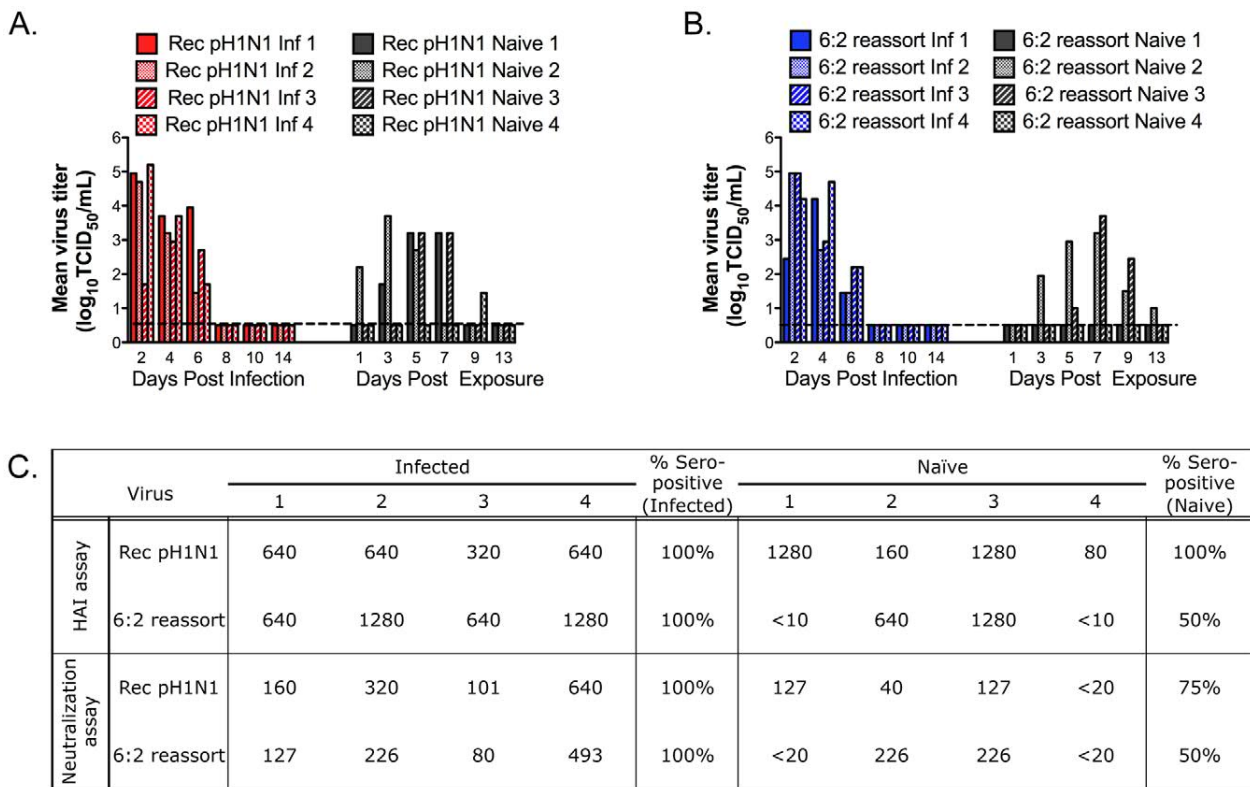 A.
Rec pH1N1 Inf 1
Rec pH1N1 Inf 2
Rec pH1N1 Inf 3
Rec pH1N1 Inf 4
Rec pH1N1 Naive 1
Rec pH1N1 Naive 2
Rec pH1N1 Naive 3
Rec pH1N1 Naive 4
Mean virus titer
(log10TCID50/mL)
6
5
4
3
2
1
0
2 4 6 8 10 14
1 3 5 7 9 13
Days Post Infection
Days Post Exposure
B.
6:2 reassort Inf 1
6:2 reassort Inf 2
6:2 reassort Inf 3
6:2 reassort Inf 4
6:2 reassort Naive 1
6:2 reassort Naive 2
6:2 reassort Naive 3
6:2 reassort Naive 4
Mean virus titer
(log10TCID50/mL)
6
5
4
3
2
1
0
2 4 6 8 10 14
1 3 5 7 9 13
Days Post Infection
Days Post Exposure
C.
Virus Infected % Sero-positive (Infected) Naïve % Sero-positive (Naive)
1 2 3 4 1 2 3 4
HAI assay
Rec pH1N1 640 640 320 640 100% 1280 160 1280 80 100%
6:2 reassort 640 1280 640 1280 100% <10 640 1280 <10 50%
Neutralization assay
Rec pH1N1 160 320 101 640 100% 127 40 127 <20 75%
6:2 reassort 127 226 80 493 100% <20 226 226 <20 50%